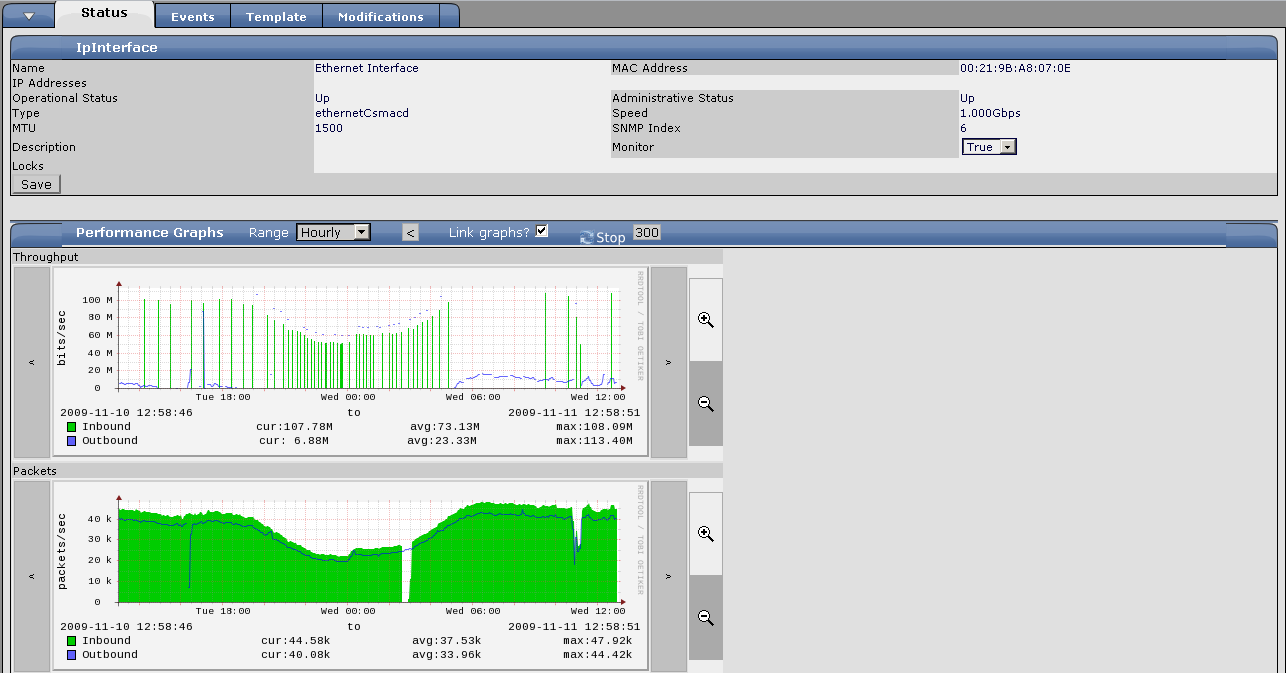 Status Events Template Modifications
IpInterface
Name Ethernet Interface MAC Address 00:21:9B:A8:07:0E
IP Addresses
Operational Status Up Administrative Status Up
Type ethernetCsmacd Speed 1.000Gbps
MTU 1500 SNMP Index 6
Description Monitor True
Locks
Save
Performance Graphs Range Hourly < Link graphs? Stop 300
Throughput
100 M
80 M
60 M
40 M
20 M
0
bits/sec
RRDTOOL / TOBI OETIKER
< >
Tue 18:00 Wed 00:00 Wed 06:00 Wed 12:00
2009-11-10 12:58:46 to 2009-11-11 12:58:51
Inbound cur:107.78M avg:73.13M max:108.09M
Outbound cur: 6.88M avg:23.33M max:113.40M
Packets
40 k
30 k
20 k
10 k
0
packets/sec
RRDTOOL / TOBI OETIKER
< >
Tue 18:00 Wed 00:00 Wed 06:00 Wed 12:00
2009-11-10 12:58:46 to 2009-11-11 12:58:51
Inbound cur:44.58k avg:37.53k max:47.92k
Outbound cur:40.08k avg:33.96k max:44.42k